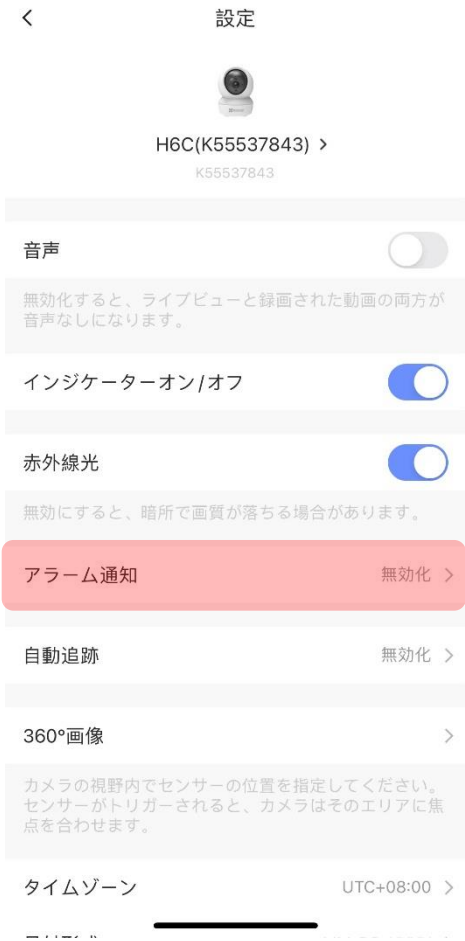 設定
H6C(K55537843)
K55537843
音声
無効化すると、ライブビューと録画された動画の両方が
音声なしになります。
インジケーターオン/オフ
赤外線光
無効にすると、暗所で画質が落ちる場合があります。
アラーム通知 無効化
自動追跡 無効化
360°画像
カメラの視野内でセンサーの位置を指定してください。
センサーがトリガーされると、カメラはそのエリアに焦
点を合わせます。
タイムゾーン UTC+08:00